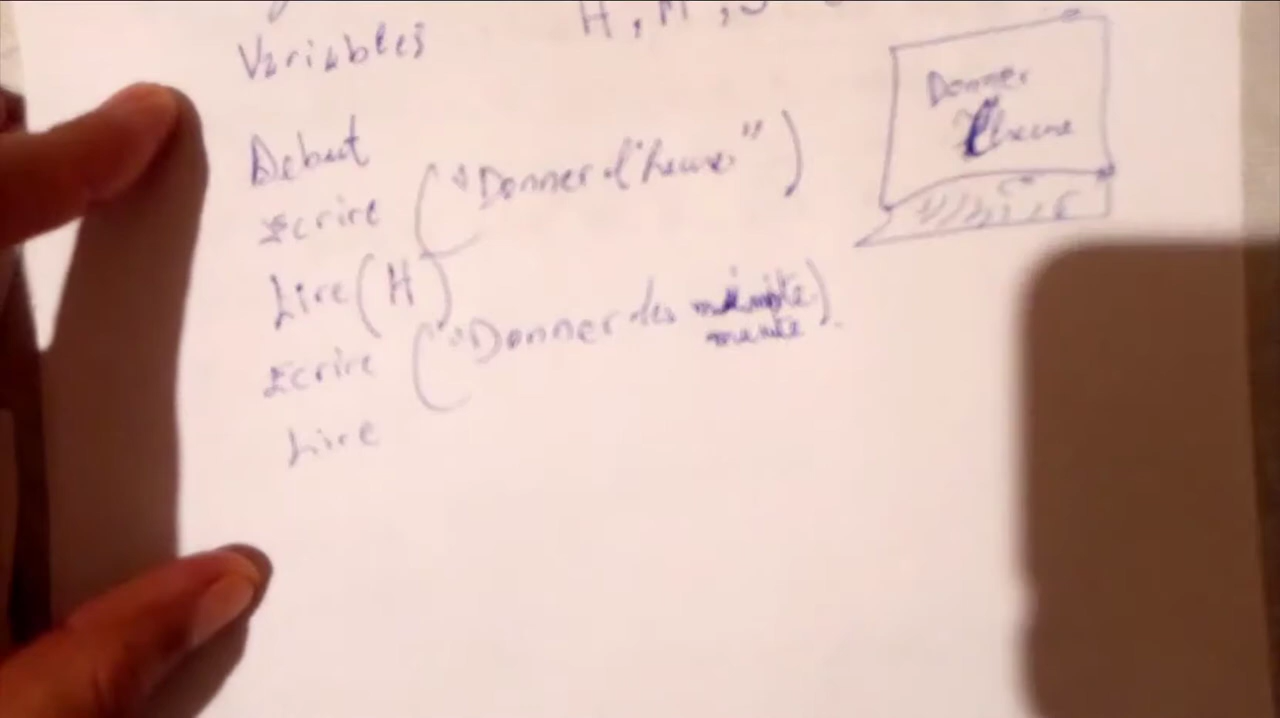 Variables H, M, S
Debut
Ecrire ("Donner l'heure")
Lire (H)
Ecrire ("Donner les minute)
Lire
Donner
l'heure